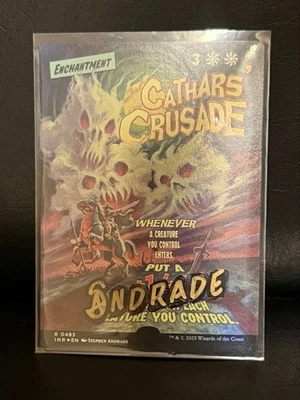 ENCHANTMENT
3
CATHARS'
CRUSADE
WHENEVER
A CREATURE
YOU CONTROL
ENTERS,
PUT A
ANDRADE
EACH
CREATURE YOU CONTROL.
R 0483
INR EN STEPHEN ANDRADE
™ & © 2025 Wizards of the Coast